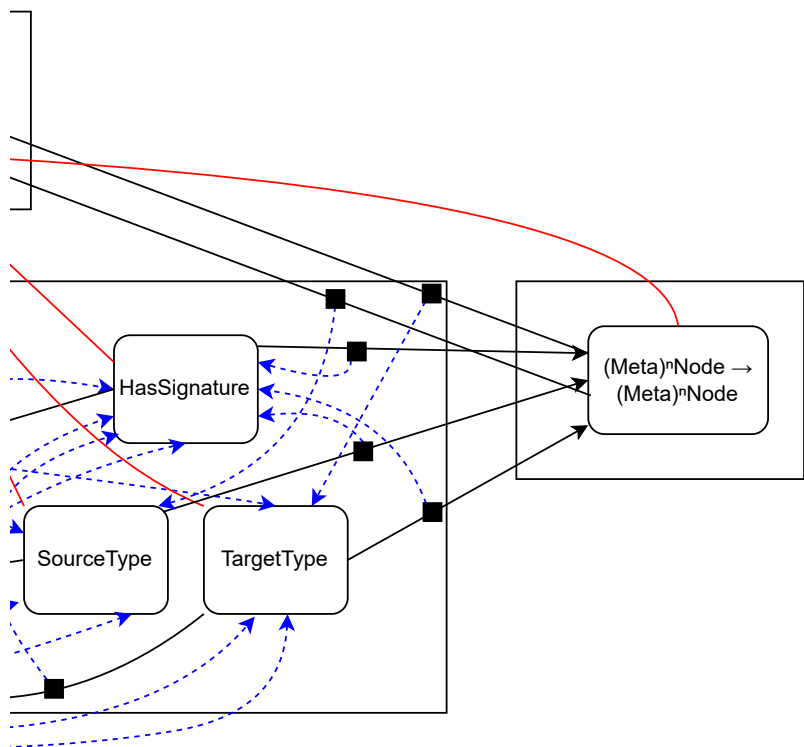 HasSignature
(Meta)ⁿNode →
(Meta)ⁿNode
SourceType
TargetType